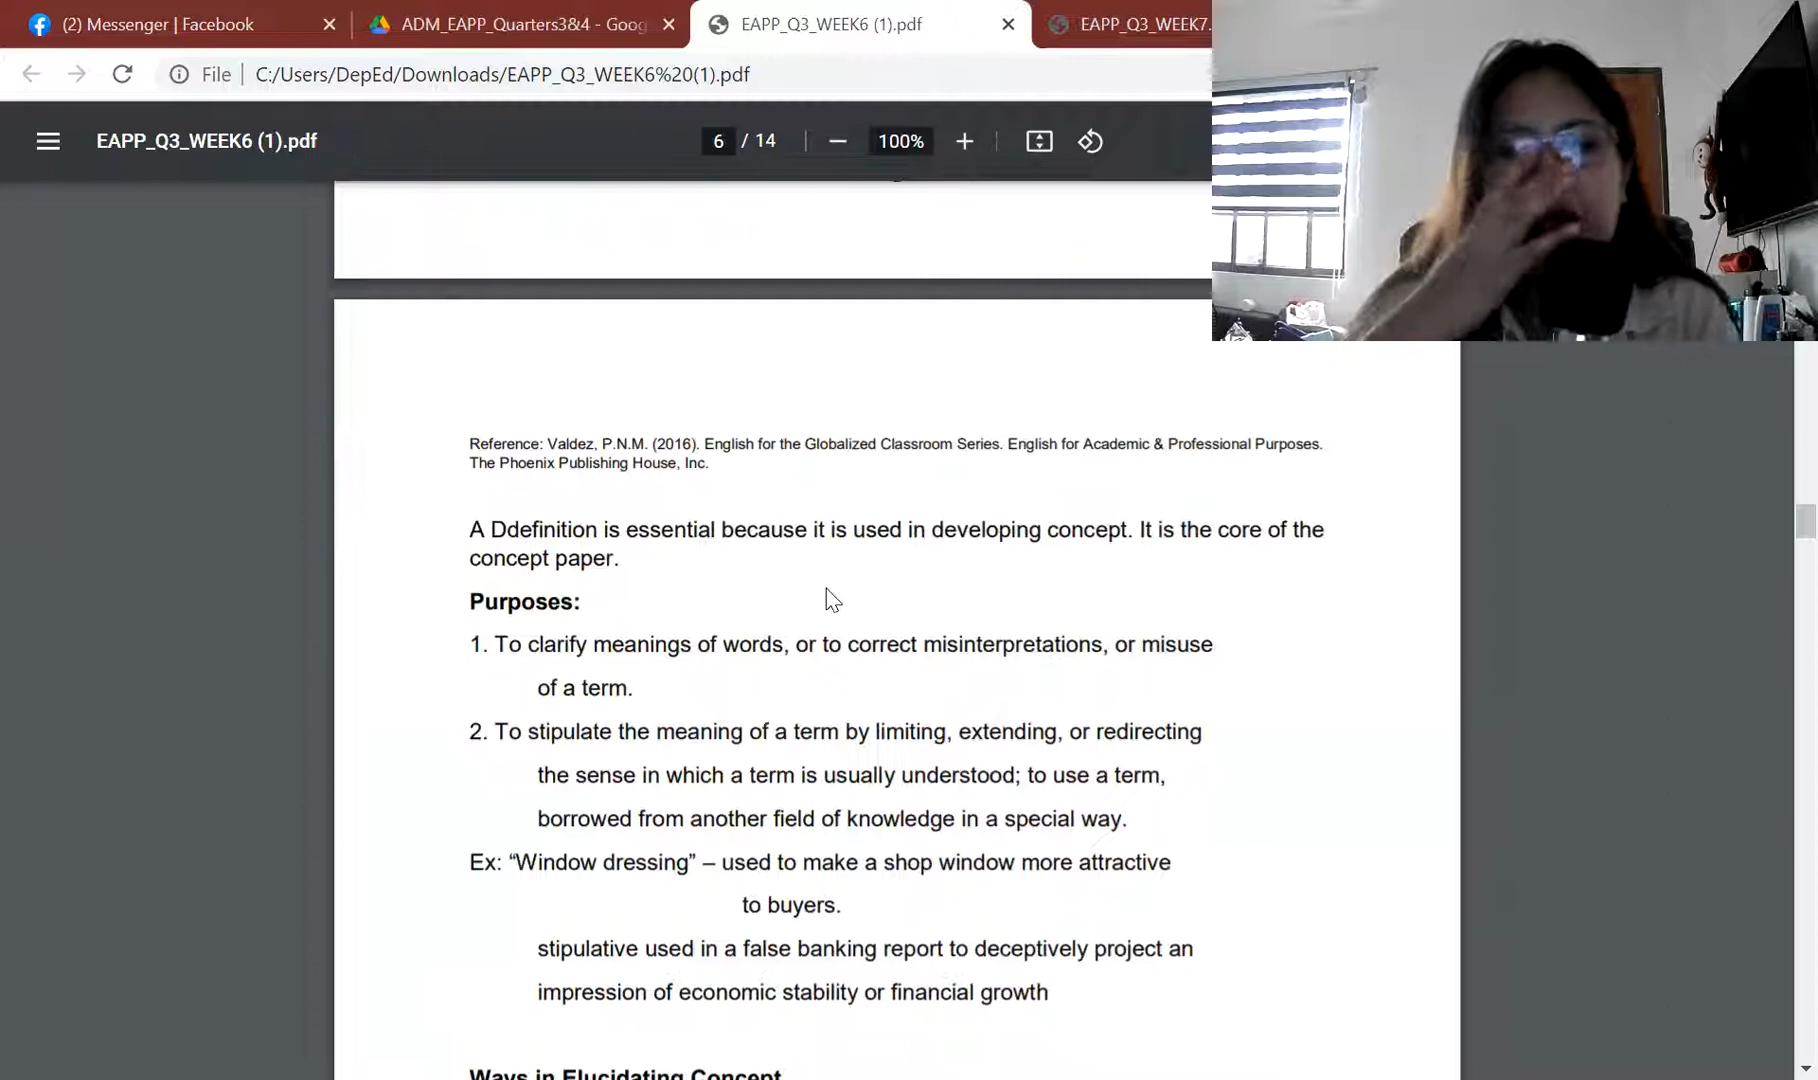 (2) Messenger | Facebook
ADM_EAPP_Quarters3&4 - Goog
EAPP_Q3_WEEK6 (1).pdf
EAPP_Q3_WEEK7.
File
C:/Users/DepEd/Downloads/EAPP_Q3_WEEK6%20(1).pdf
EAPP_Q3_WEEK6 (1).pdf
6 / 14
100%
Reference: Valdez, P.N.M. (2016). English for the Globalized Classroom Series. English for Academic & Professional Purposes.
The Phoenix Publishing House, Inc.
A Ddefinition is essential because it is used in developing concept. It is the core of the
concept paper.
Purposes:
1. To clarify meanings of words, or to correct misinterpretations, or misuse
of a term.
2. To stipulate the meaning of a term by limiting, extending, or redirecting
the sense in which a term is usually understood; to use a term,
borrowed from another field of knowledge in a special way.
Ex: “Window dressing” – used to make a shop window more attractive
to buyers.
stipulative used in a false banking report to deceptively project an
impression of economic stability or financial growth
Ways in Elucidating Concept